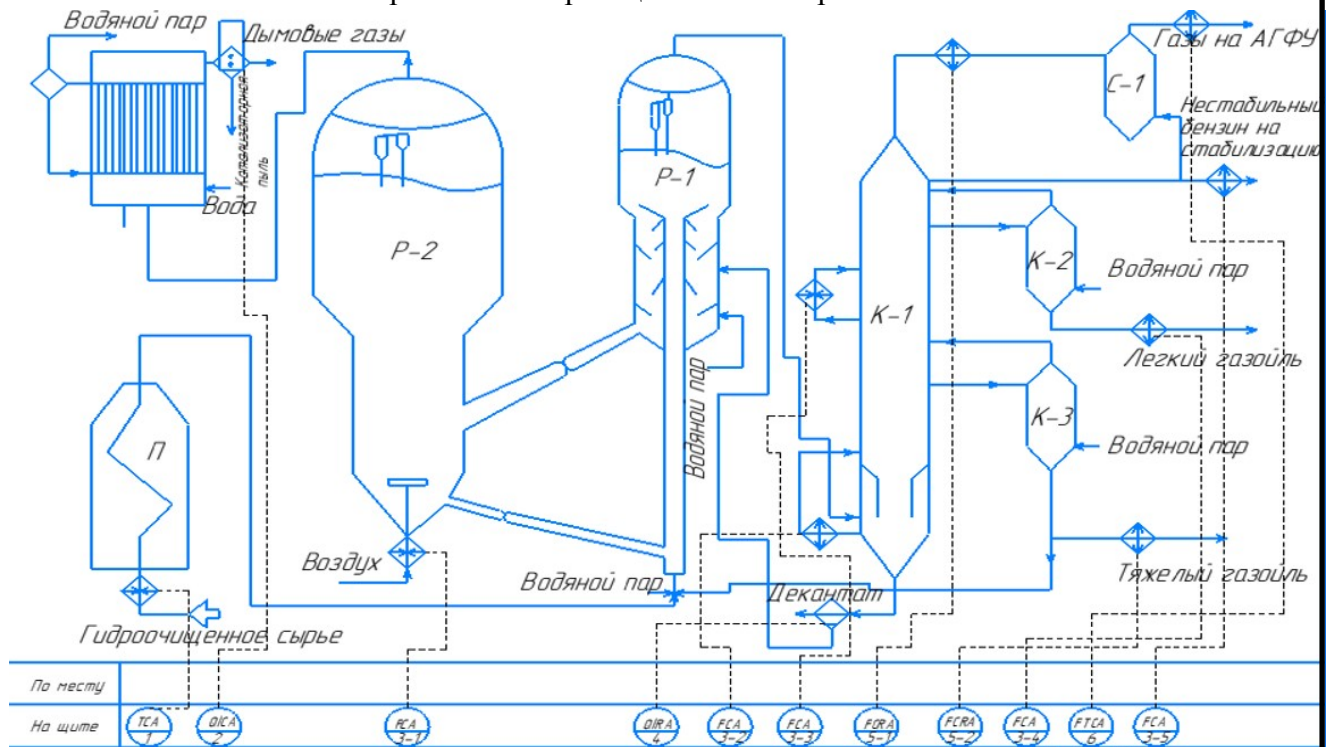 Водяной пар
Дымовые газы
Катализаторная
пыль
Вода
Р-2
Р-1
С-1
Газы на АГФУ
Нестабильный
бензин на
стабилизацию
К-2
Водяной пар
К-1
Легкий газойль
К-3
Водяной пар
Водяной пар
П
Воздух
Водяной пар
Декантат
Тяжелый газойль
Гидроочищенное сырье
По месту
На щите
TCA
1
QICA
2
FCA
3-1
QIRA
4
FCA
3-2
FCA
3-3
FCRA
5-2
FCA
3-4
FTCA
6
FCA
3-5